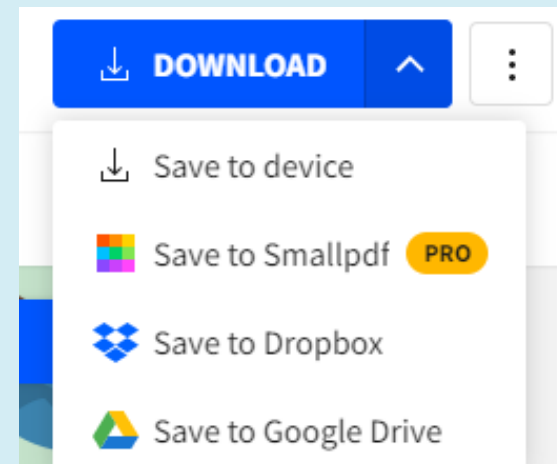 DOWNLOAD
Save to device
Save to Smallpdf PRO
Save to Dropbox
Save to Google Drive